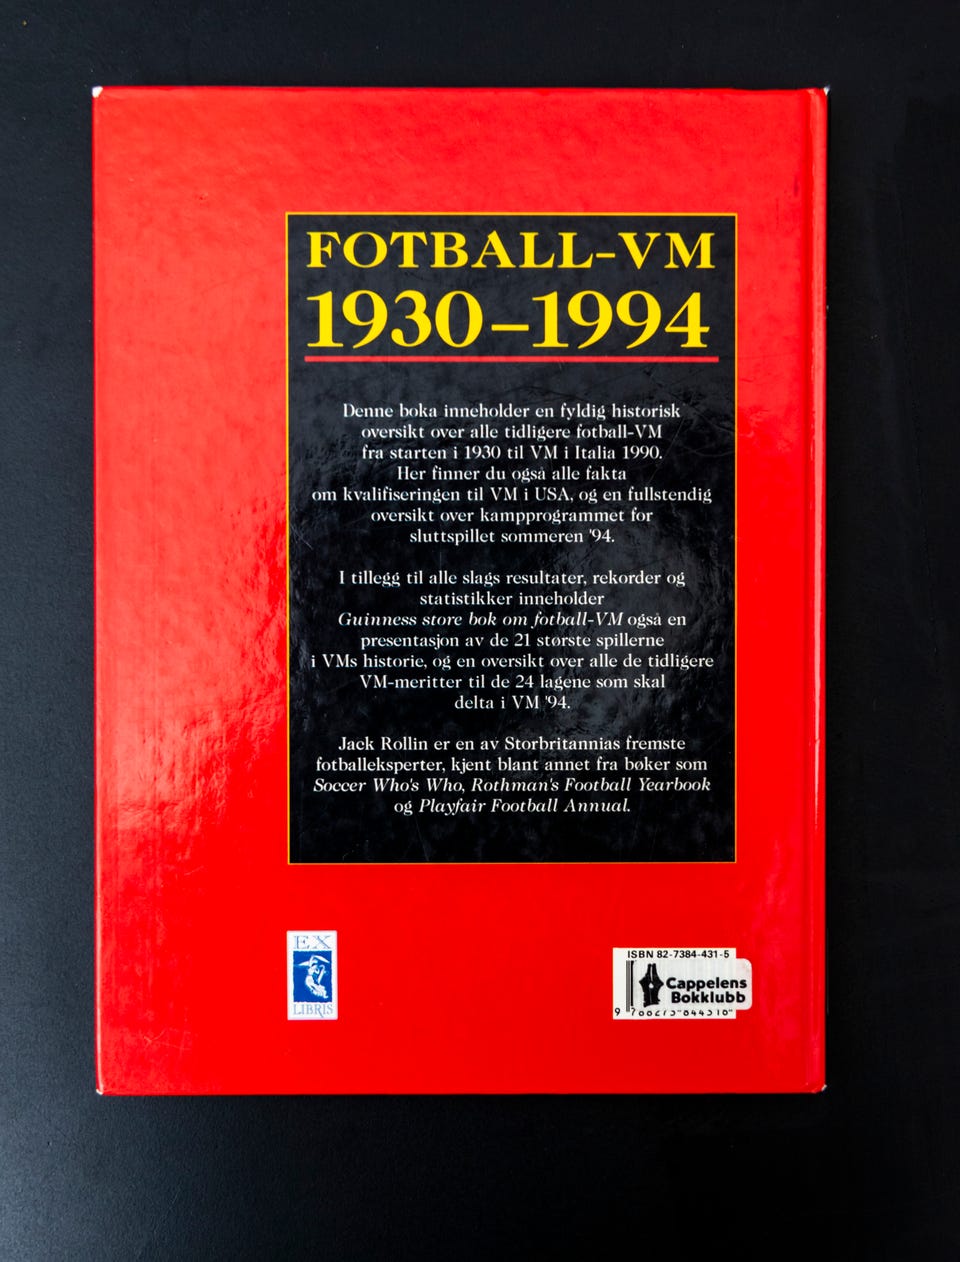 FOTBALL-VM
1930–1994
Denne boka inneholder en fyldig historisk
oversikt over alle tidligere fotball-VM
fra starten i 1930 til VM i Italia 1990.
Her finner du også alle fakta
om kvalifiseringen til VM i USA, og en fullstendig
oversikt over kampprogrammet for
sluttspillet sommeren '94.
I tillegg til alle slags resultater, rekorder og
statistikker inneholder
Guinness store bok om fotball-VM også en
presentasjon av de 21 største spillerne
i VMs historie, og en oversikt over alle de tidligere
VM-meritter til de 24 lagene som skal
delta i VM '94.
Jack Rollin er en av Storbritannias fremste
fotballeksperter, kjent blant annet fra bøker som
Soccer Who's Who, Rothman's Football Yearbook
og Playfair Football Annual.
EX
LIBRIS
ISBN 82-7384-431-5
Cappelens
Bokklubb
9